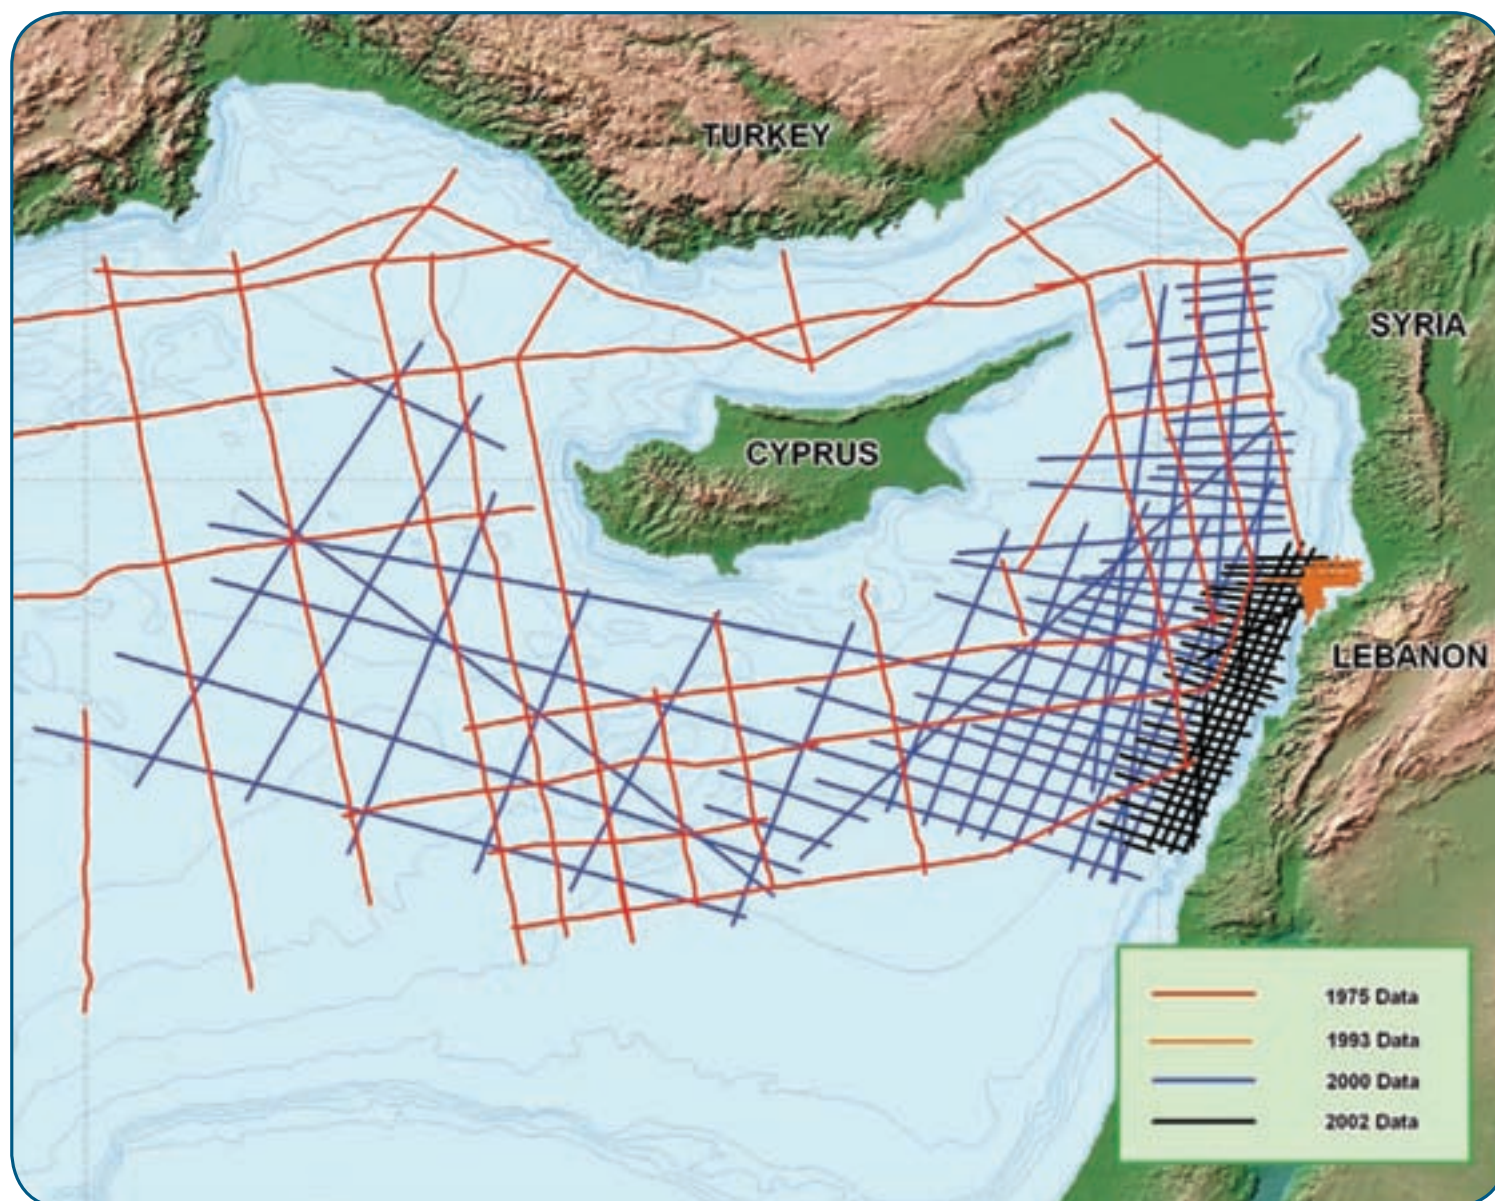 TURKEY
SYRIA
CYPRUS
LEBANON
1975 Data
1993 Data
2000 Data
2002 Data